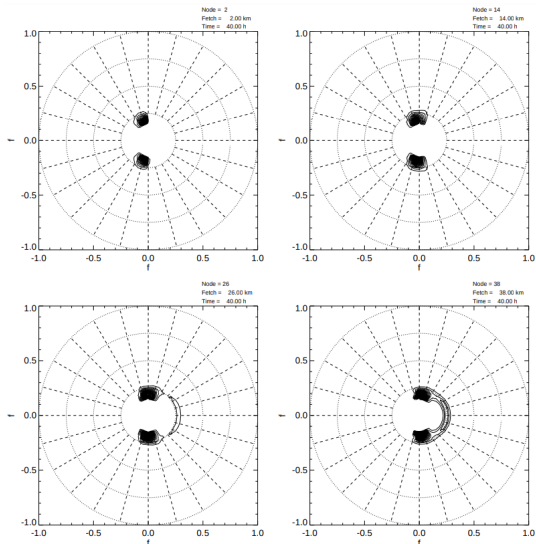 Node = 2
Fetch = 2.00 km
Time = 40.00 h
1.0
0.5
0.0
-0.5
-1.0
f
-1.0 -0.5 0.0 0.5 1.0
f
Node = 14
Fetch = 14.00 km
Time = 40.00 h
1.0
0.5
0.0
-0.5
-1.0
f
-1.0 -0.5 0.0 0.5 1.0
f
Node = 26
Fetch = 26.00 km
Time = 40.00 h
1.0
0.5
0.0
-0.5
-1.0
f
-1.0 -0.5 0.0 0.5 1.0
f
Node = 38
Fetch = 38.00 km
Time = 40.00 h
1.0
0.5
0.0
-0.5
-1.0
f
-1.0 -0.5 0.0 0.5 1.0
f